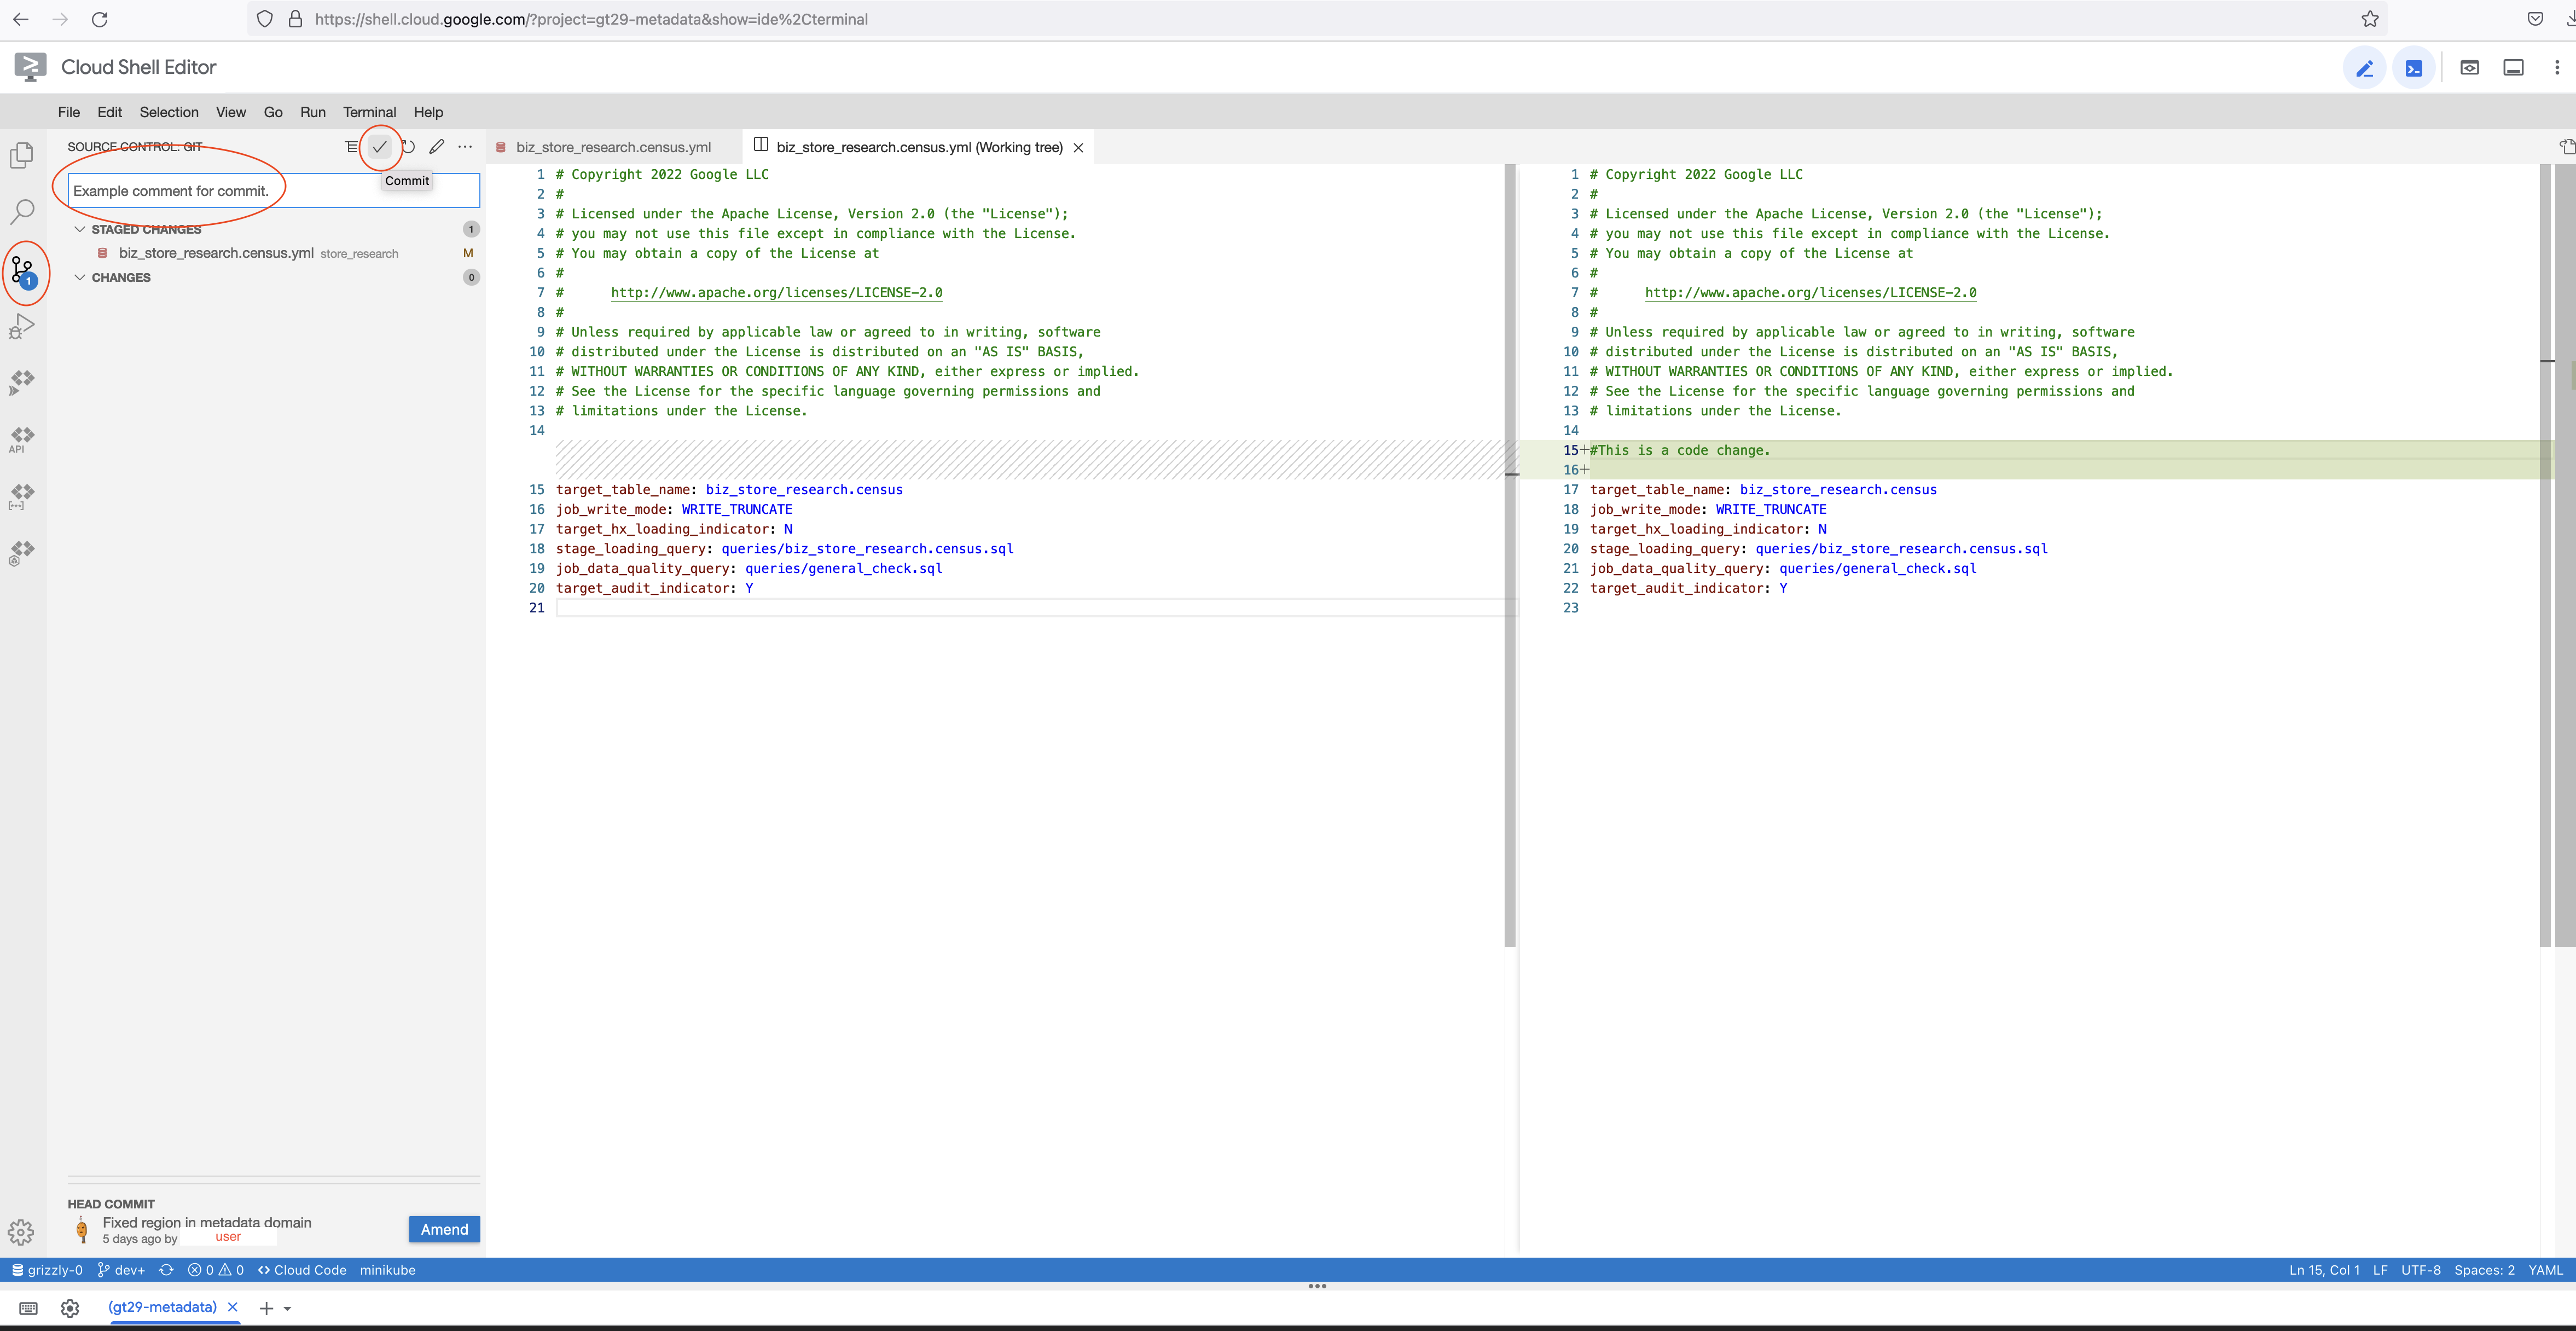 https://shell.cloud.google.com/?project=gt29-metadata&show=ide%2Cterminal
Cloud Shell Editor
File Edit Selection View Go Run Terminal Help
SOURCE CONTROL: GIT
Commit
Example comment for commit.
STAGED CHANGES 1
biz_store_research.census.yml store_research M
CHANGES 0
1
API
biz_store_research.census.yml
biz_store_research.census.yml (Working tree)
1 # Copyright 2022 Google LLC
2 #
3 # Licensed under the Apache License, Version 2.0 (the "License");
4 # you may not use this file except in compliance with the License.
5 # You may obtain a copy of the License at
6 #
7 # http://www.apache.org/licenses/LICENSE-2.0
8 #
9 # Unless required by applicable law or agreed to in writing, software
10 # distributed under the License is distributed on an "AS IS" BASIS,
11 # WITHOUT WARRANTIES OR CONDITIONS OF ANY KIND, either express or implied.
12 # See the License for the specific language governing permissions and
13 # limitations under the License.
14
15 target_table_name: biz_store_research.census
16 job_write_mode: WRITE_TRUNCATE
17 target_hx_loading_indicator: N
18 stage_loading_query: queries/biz_store_research.census.sql
19 job_data_quality_query: queries/general_check.sql
20 target_audit_indicator: Y
21
1 # Copyright 2022 Google LLC
2 #
3 # Licensed under the Apache License, Version 2.0 (the "License");
4 # you may not use this file except in compliance with the License.
5 # You may obtain a copy of the License at
6 #
7 # http://www.apache.org/licenses/LICENSE-2.0
8 #
9 # Unless required by applicable law or agreed to in writing, software
10 # distributed under the License is distributed on an "AS IS" BASIS,
11 # WITHOUT WARRANTIES OR CONDITIONS OF ANY KIND, either express or implied.
12 # See the License for the specific language governing permissions and
13 # limitations under the License.
14
15+#This is a code change.
16+
17 target_table_name: biz_store_research.census
18 job_write_mode: WRITE_TRUNCATE
19 target_hx_loading_indicator: N
20 stage_loading_query: queries/biz_store_research.census.sql
21 job_data_quality_query: queries/general_check.sql
22 target_audit_indicator: Y
23
HEAD COMMIT
Fixed region in metadata domain
5 days ago by user
Amend
grizzly-0 dev+ 0 0 Cloud Code minikube
Ln 15, Col 1 LF UTF-8 Spaces: 2 YAML
(gt29-metadata)